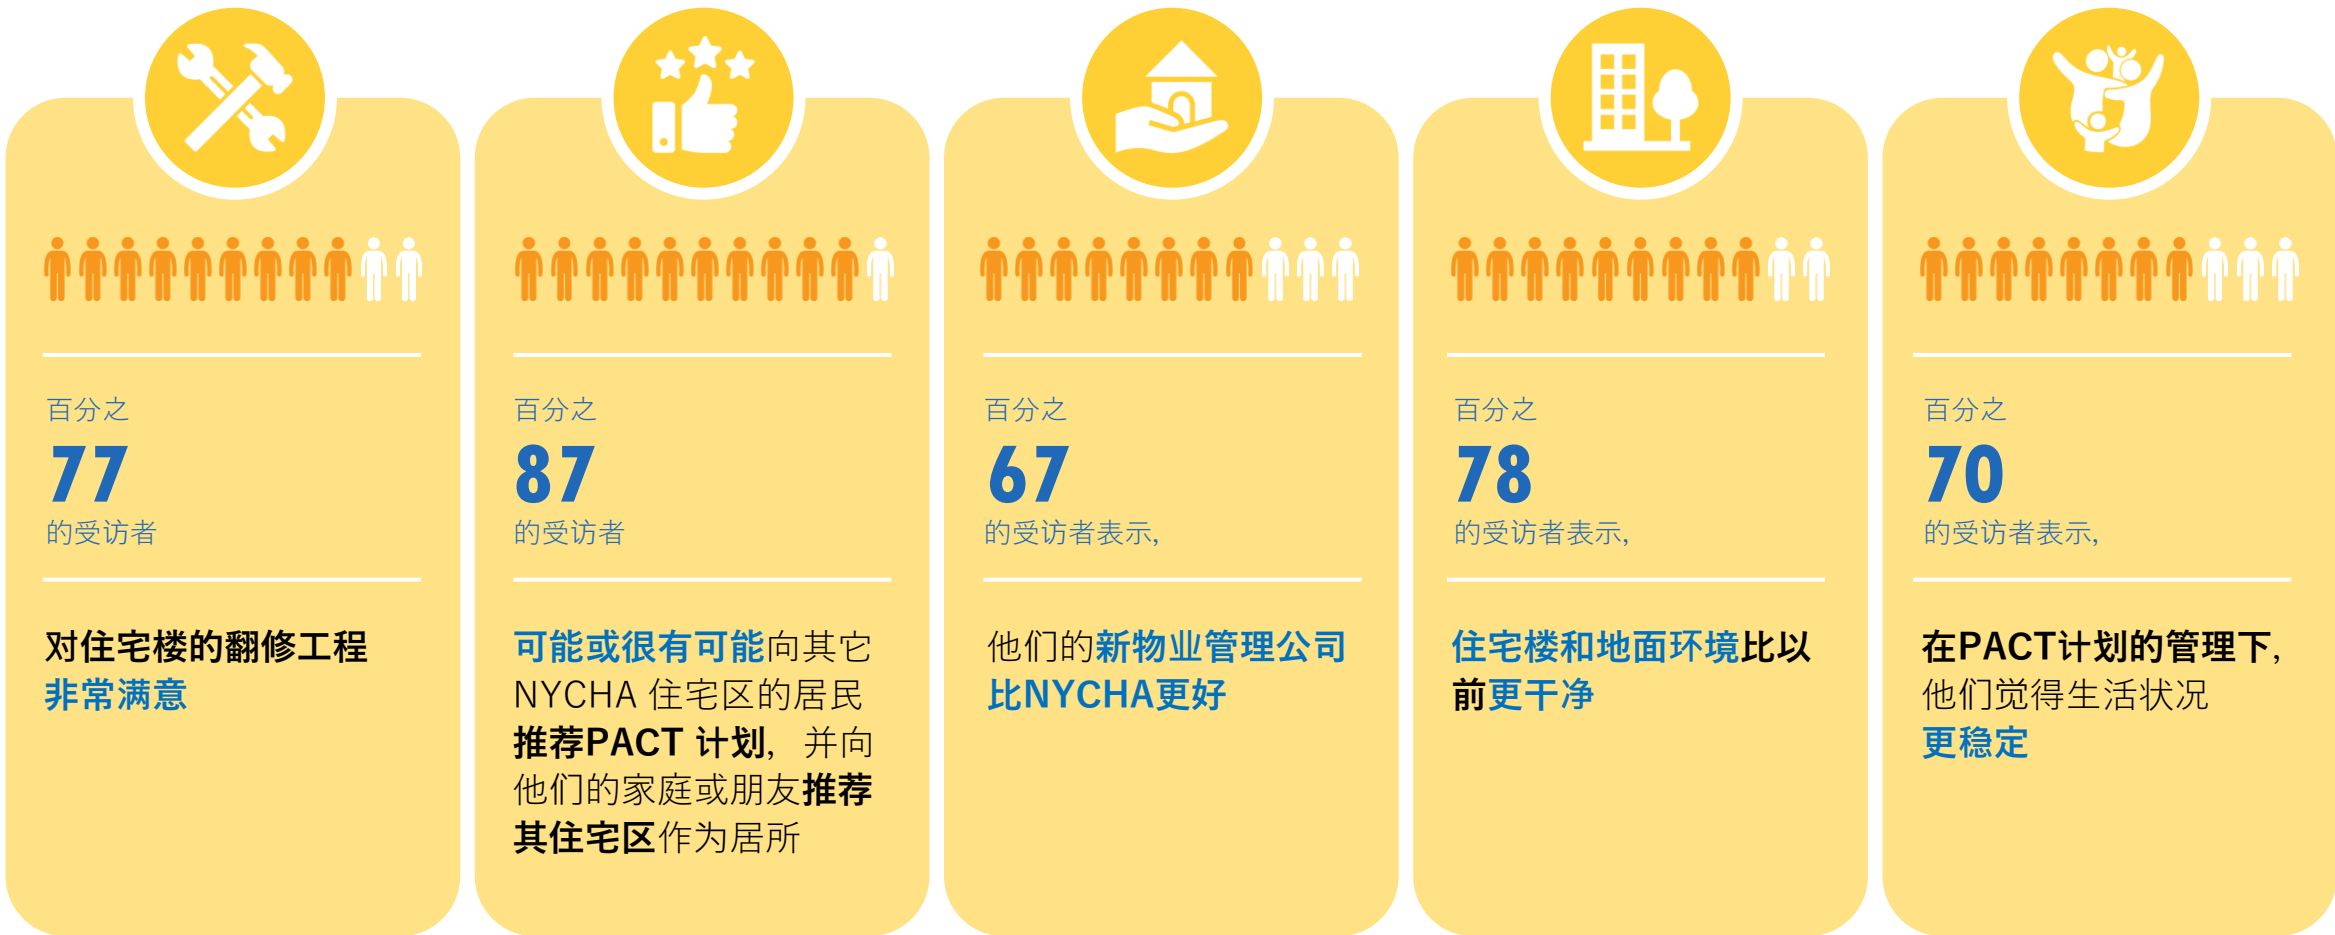 百分之
77
的受访者
对住宅楼的翻修工程
非常满意
百分之
87
的受访者
可能或很有可能向其它
NYCHA 住宅区的居民
推荐PACT 计划，并向
他们的家庭或朋友推荐
其住宅区作为居所
百分之
67
的受访者表示，
他们的新物业管理公司
比NYCHA更好
百分之
78
的受访者表示，
住宅楼和地面环境比以
前更干净
百分之
70
的受访者表示，
在PACT计划的管理下，
他们觉得生活状况
更稳定